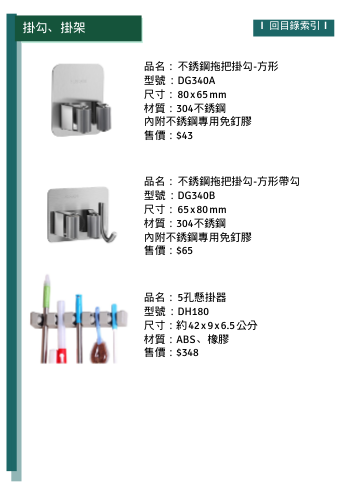 掛勾、掛架
回目錄索引
品名：不銹鋼拖把掛勾-方形
型號：DG340A
尺寸：80x65mm
材質：304不銹鋼
內附不銹鋼專用免釘膠
售價：$43
品名：不銹鋼拖把掛勾-方形帶勾
型號：DG340B
尺寸：65x80mm
材質：304不銹鋼
內附不銹鋼專用免釘膠
售價：$65
品名：5孔懸掛器
型號：DH180
尺寸：約42x9x6.5公分
材質：ABS、橡膠
售價：$348